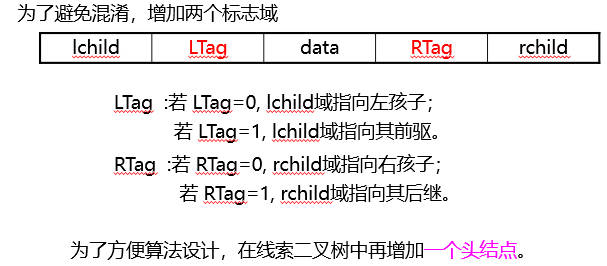 为了避免混淆，增加两个标志域
lchild LTag data RTag rchild
LTag :若 LTag=0, lchild域指向左孩子；
若 LTag=1, lchild域指向其前驱。
RTag :若 RTag=0, rchild域指向右孩子；
若 RTag=1, rchild域指向其后继。
为了方便算法设计，在线索二叉树中再增加一个头结点。